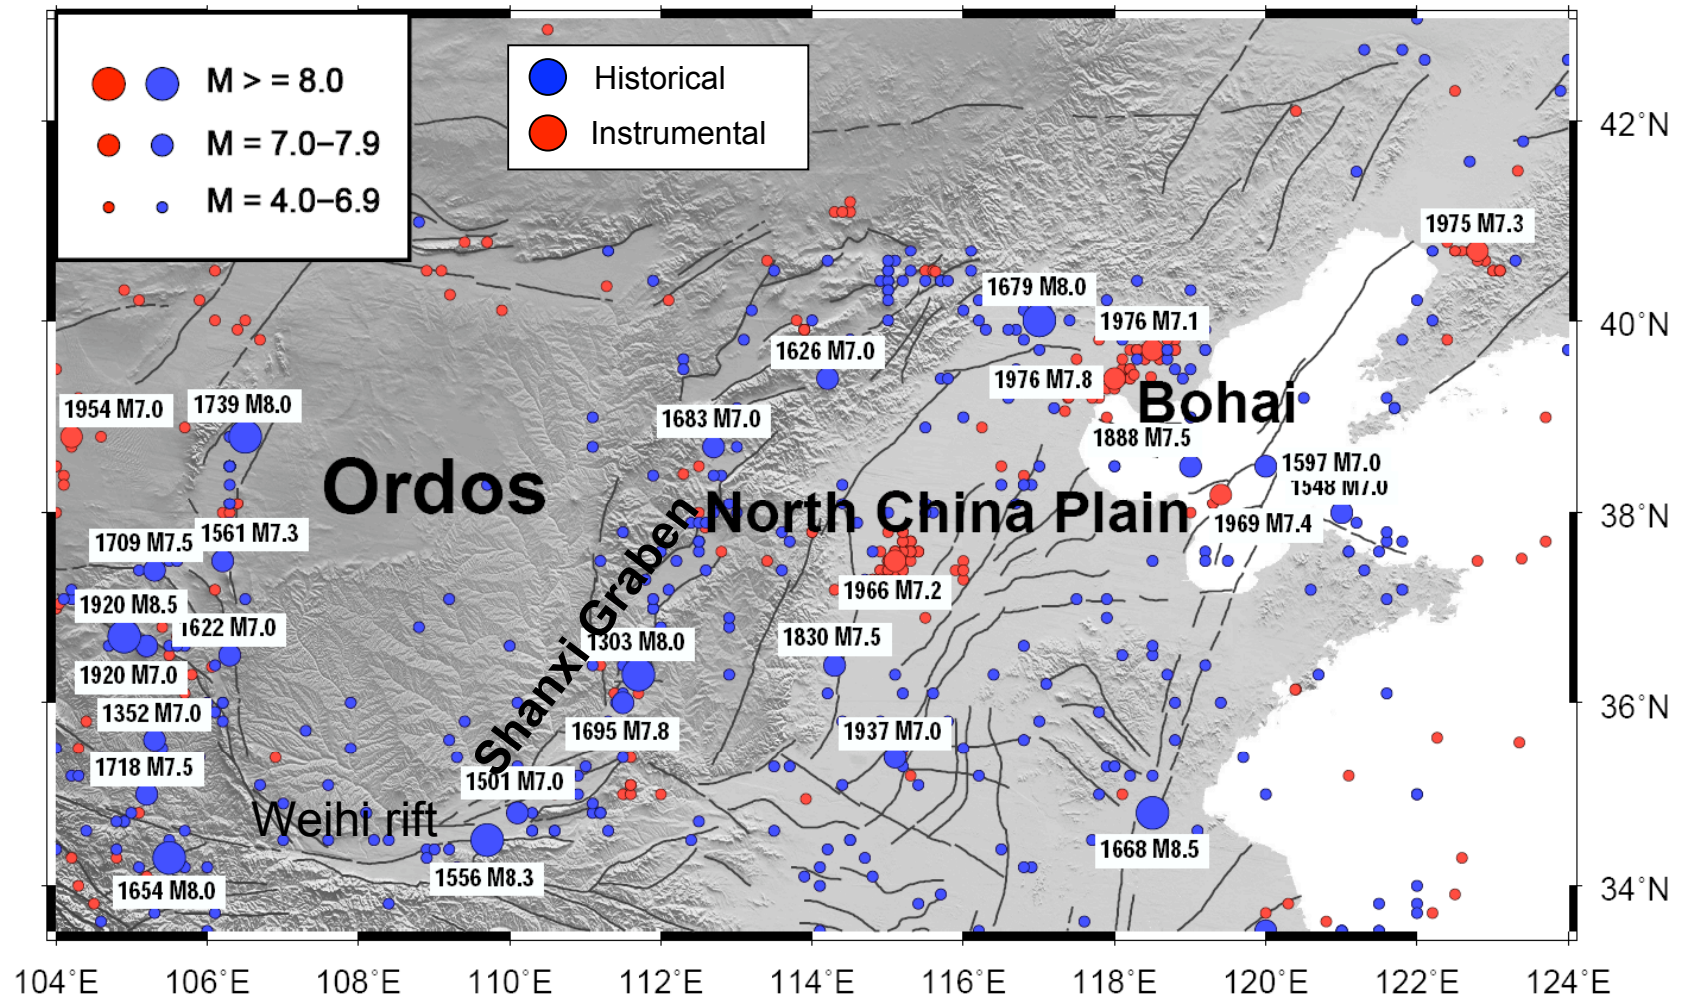 M > = 8.0
M = 7.0–7.9
M = 4.0–6.9
Historical
Instrumental
42°N
1975 M7.3
1679 M8.0
1976 M7.1
40°N
1626 M7.0
1976 M7.8
1954 M7.0
1739 M8.0
1683 M7.0
Bohai
1888 M7.5
1597 M7.0
1548 M7.0
Ordos
North China Plain
38°N
1969 M7.4
1561 M7.3
1709 M7.5
Shanxi Graben
1966 M7.2
1920 M8.5
1622 M7.0
1303 M8.0
1830 M7.5
1920 M7.0
1352 M7.0
36°N
1695 M7.8
1937 M7.0
1718 M7.5
1501 M7.0
Weihi rift
1668 M8.5
1556 M8.3
1654 M8.0
34°N
104°E 106°E 108°E 110°E 112°E 114°E 116°E 118°E 120°E 122°E 124°E